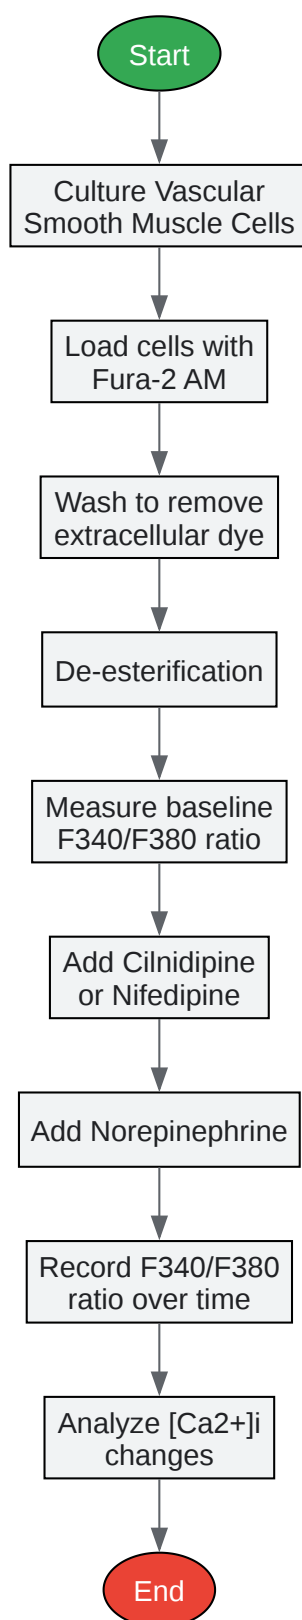 Start
Culture Vascular
Smooth Muscle Cells
Load cells with
Fura-2 AM
Wash to remove
extracellular dye
De-esterification
Measure baseline
F340/F380 ratio
Add Cilnidipine
or Nifedipine
Add Norepinephrine
Record F340/F380
ratio over time
Analyze [Ca2+]i
changes
End